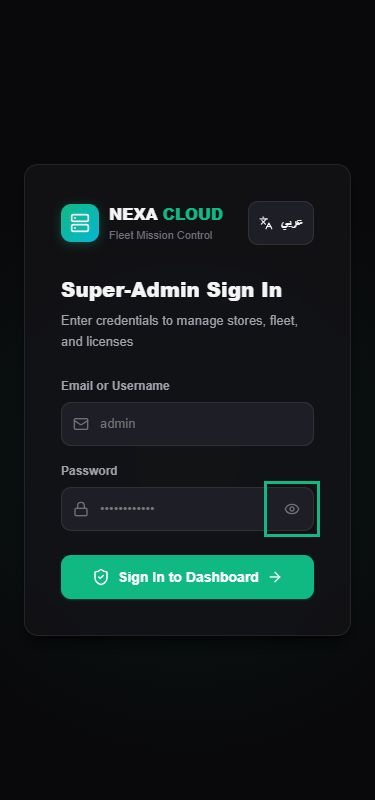 NEXA CLOUD
Fleet Mission Control
عربي
Super-Admin Sign In
Enter credentials to manage stores, fleet,
and licenses
Email or Username
admin
Password
••••••••••••
Sign In to Dashboard